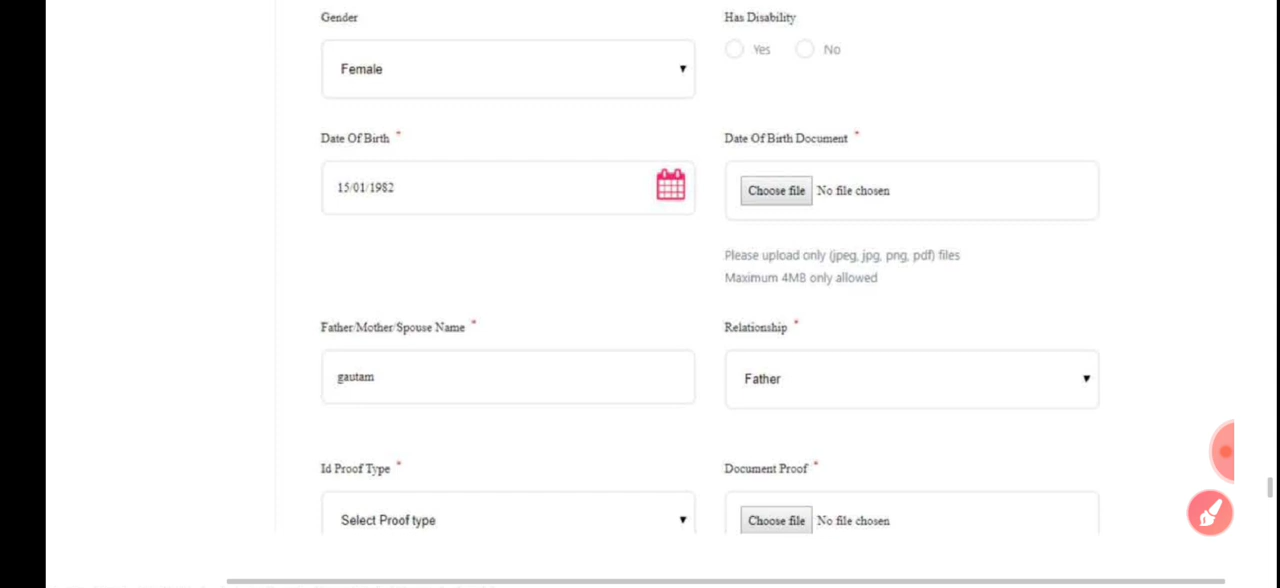 Gender
Has Disability
Female
Yes
No
Date Of Birth *
Date Of Birth Document *
15/01/1982
Choose file No file chosen
Please upload only (jpeg, jpg, png, pdf) files
Maximum 4MB only allowed
Father/Mother/Spouse Name *
Relationship *
gautam
Father
Id Proof Type *
Document Proof *
Select Proof type
Choose file No file chosen